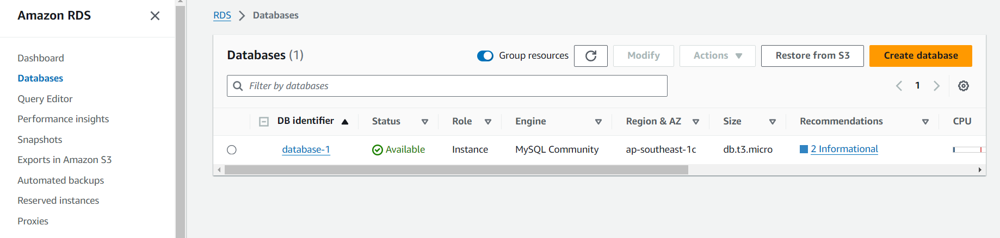 Amazon RDS
Dashboard
Databases
Query Editor
Performance insights
Snapshots
Exports in Amazon S3
Automated backups
Reserved instances
Proxies
RDS > Databases
Databases (1) Group resources Modify Actions Restore from S3 Create database
Filter by databases 1
DB identifier Status Role Engine Region & AZ Size Recommendations CPU
database-1 Available Instance MySQL Community ap-southeast-1c db.t3.micro 2 Informational